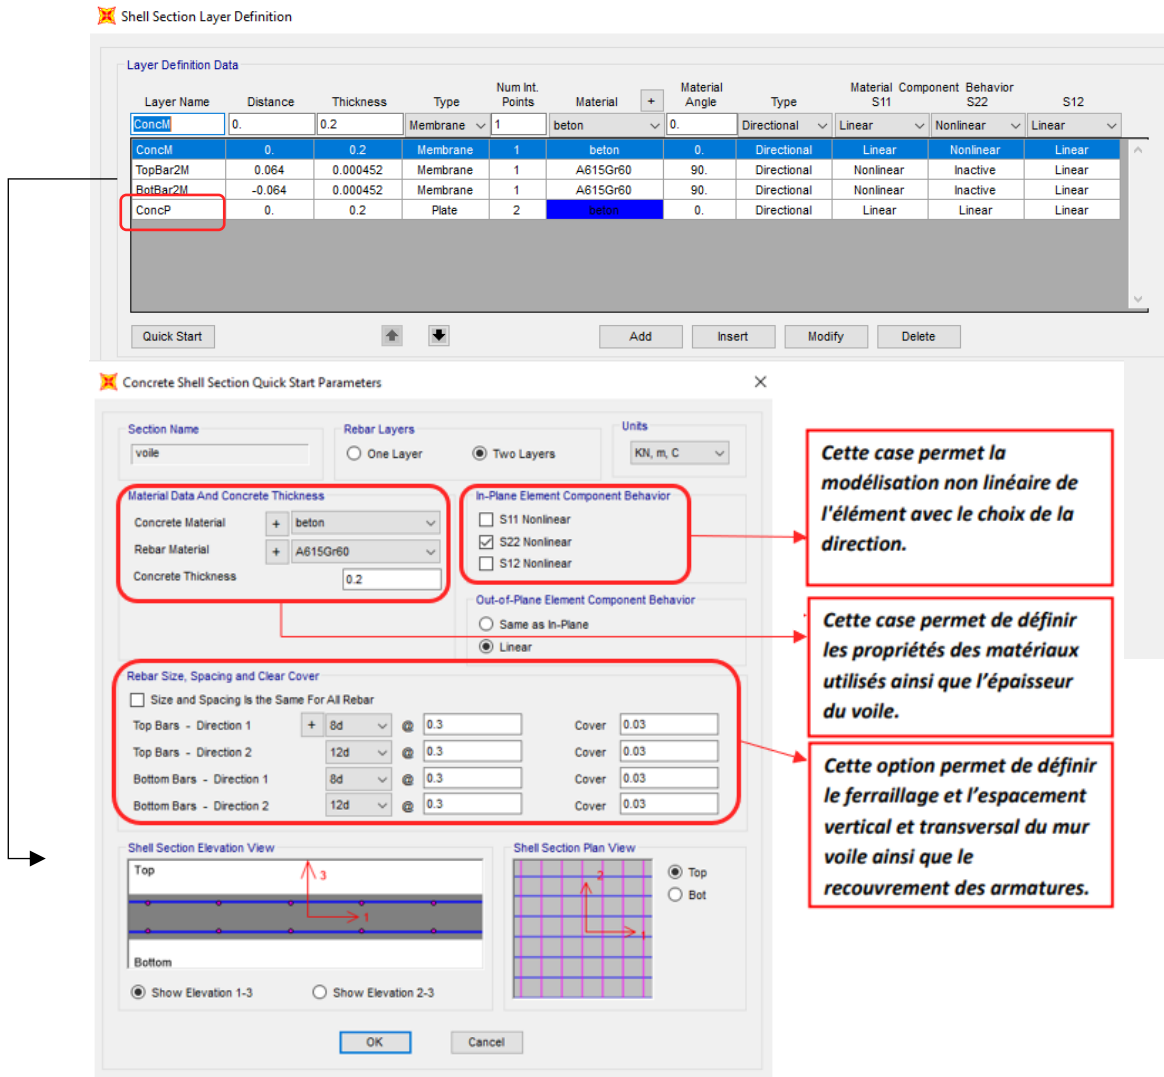 Shell Section Layer Definition
Layer Definition Data
Num Int. Material Material Component Behavior
Layer Name Distance Thickness Type Points Material + Angle Type S11 S22 S12
ConcM 0. 0.2 Membrane 1 beton 0. Directional Linear Nonlinear Linear
ConcM 0. 0.2 Membrane 1 beton 0. Directional Linear Nonlinear Linear
TopBar2M 0.064 0.000452 Membrane 1 A615Gr60 90. Directional Nonlinear Inactive Linear
BotBar2M -0.064 0.000452 Membrane 1 A615Gr60 90. Directional Nonlinear Inactive Linear
ConcP 0. 0.2 Plate 2 beton 0. Directional Linear Linear Linear
Quick Start Add Insert Modify Delete
Concrete Shell Section Quick Start Parameters
Section Name Rebar Layers Units
voile One Layer Two Layers KN, m, C
Material Data And Concrete Thickness
Concrete Material + beton
Rebar Material + A615Gr60
Concrete Thickness 0.2
In-Plane Element Component Behavior
S11 Nonlinear
S22 Nonlinear
S12 Nonlinear
Out-of-Plane Element Component Behavior
Same as In-Plane
Linear
Rebar Size, Spacing and Clear Cover
Size and Spacing Is the Same For All Rebar
Top Bars - Direction 1 + 8d @ 0.3 Cover 0.03
Top Bars - Direction 2 12d @ 0.3 Cover 0.03
Bottom Bars - Direction 1 8d @ 0.3 Cover 0.03
Bottom Bars - Direction 2 12d @ 0.3 Cover 0.03
Shell Section Elevation View
Top
3
1
Bottom
Show Elevation 1-3 Show Elevation 2-3
Shell Section Plan View
2
1
Top
Bot
OK Cancel
Cette case permet la
modélisation non linéaire de
l'élément avec le choix de la
direction.
Cette case permet de définir
les propriétés des matériaux
utilisés ainsi que l'épaisseur
du voile.
Cette option permet de définir
le ferraillage et l'espacement
vertical et transversal du mur
voile ainsi que le
recouvrement des armatures.